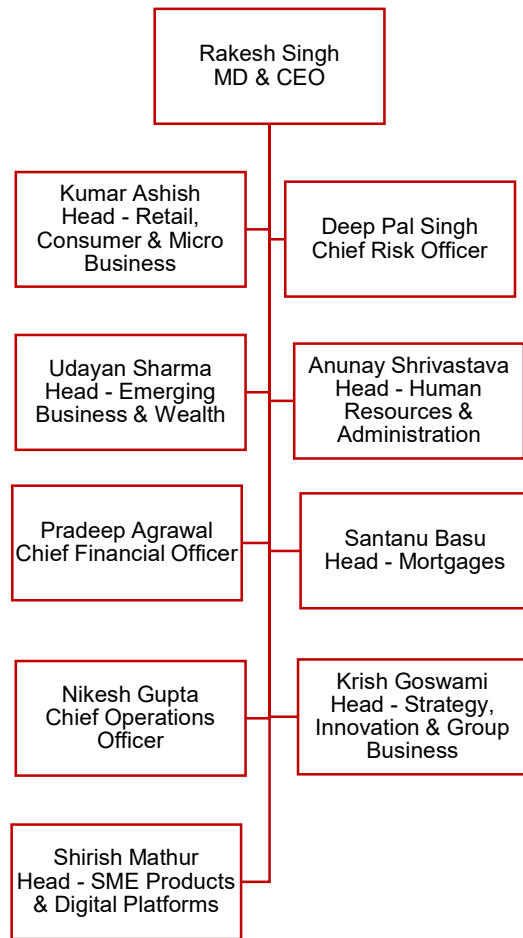 Rakesh Singh
MD & CEO
Kumar Ashish
Head - Retail,
Consumer & Micro
Business
Deep Pal Singh
Chief Risk Officer
Udayan Sharma
Head - Emerging
Business & Wealth
Anunay Shrivastava
Head - Human
Resources &
Administration
Pradeep Agrawal
Chief Financial Officer
Santanu Basu
Head - Mortgages
Nikesh Gupta
Chief Operations
Officer
Krish Goswami
Head - Strategy,
Innovation & Group
Business
Shirish Mathur
Head - SME Products
& Digital Platforms